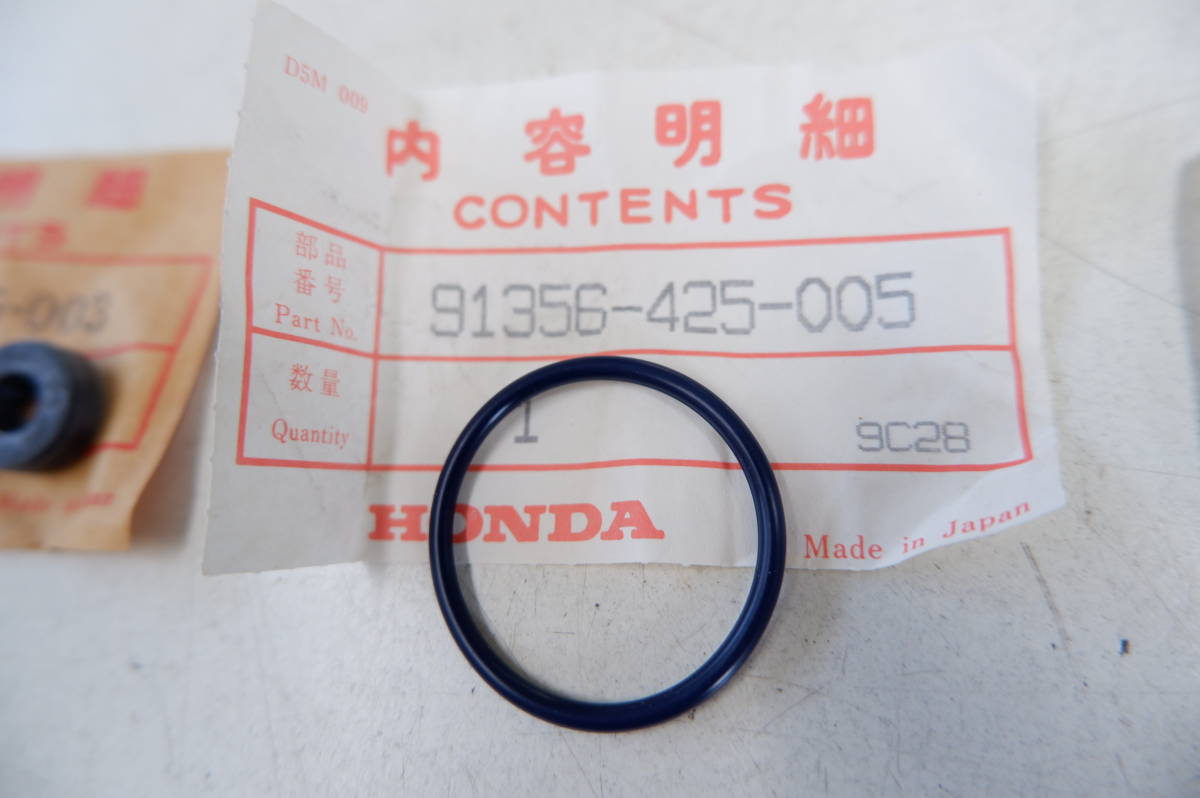 D5M 009
内容明細
CONTENTS
部品
番号
Part No.
91356-425-005
数量
Quantity
1
9C28
HONDA
Made in Japan
-005